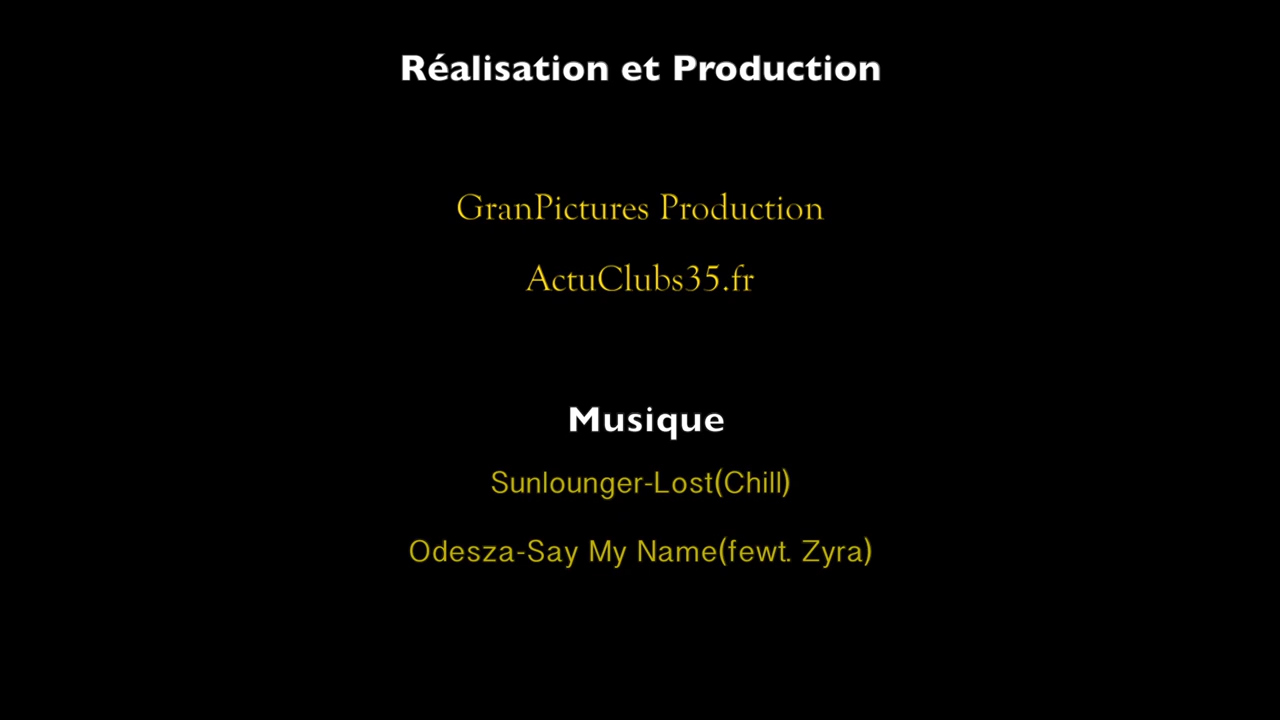 Réalisation et Production
GranPictures Production
ActuClubs35.fr
Musique
Sunlounger-Lost(Chill)
Odesza-Say My Name(fewt. Zyra)